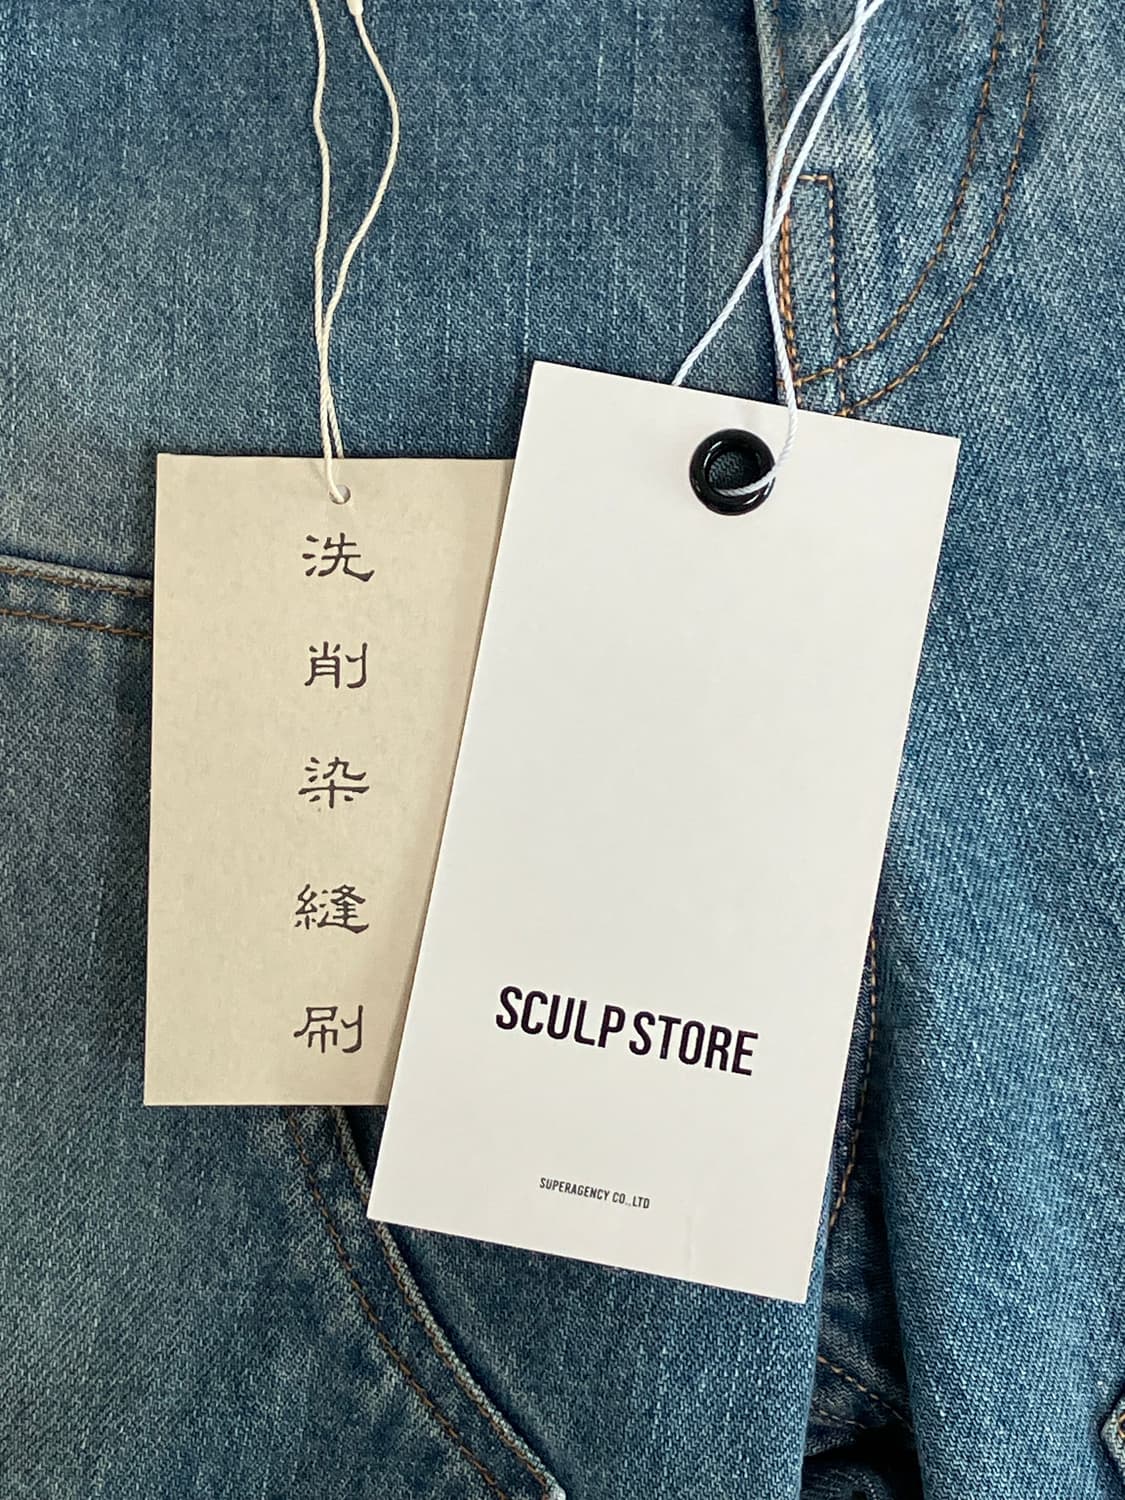 洗削染縫刷
SCULP STORE
SUPERAGENCY CO.,LTD